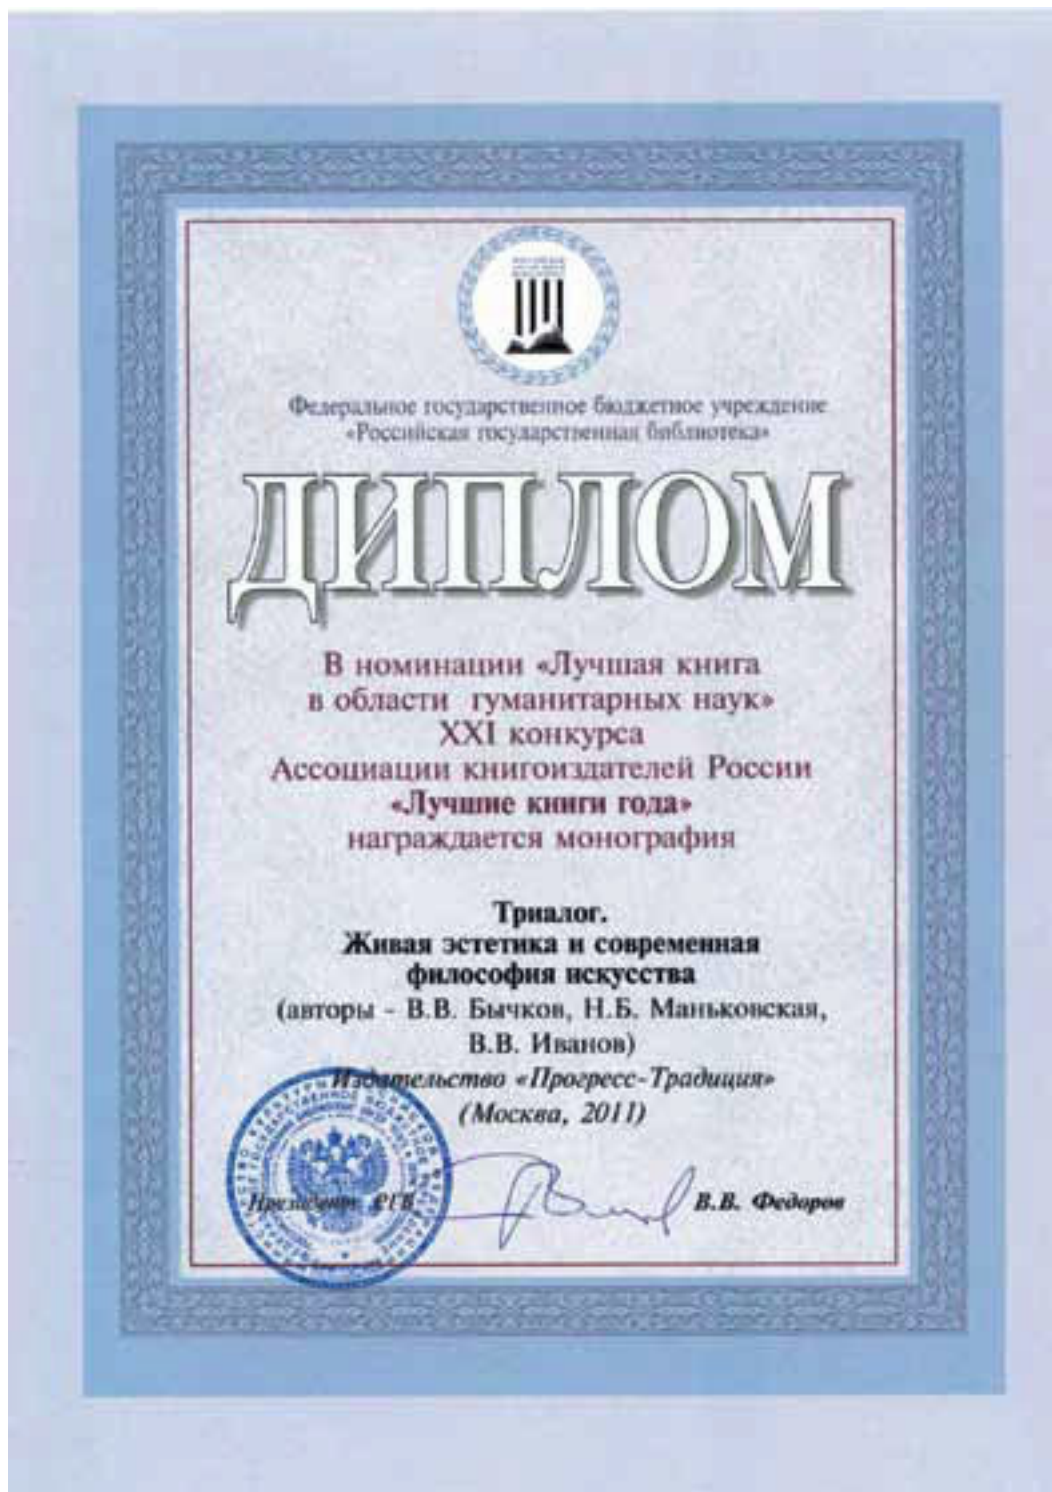 Федеральное государственное бюджетное учреждение
«Российская государственная библиотека»
ДИПЛОМ
В номинации «Лучшая книга
в области гуманитарных наук»
XXI конкурса
Ассоциации книгоиздателей России
«Лучшие книги года»
награждается монография
Триалог.
Живая эстетика и современная
философия искусства
(авторы - В.В. Бычков, Н.Б. Маньковская,
В.В. Иванов)
Издательство «Прогресс-Традиция»
(Москва, 2011)
Президент РГБ
В.В. Федоров